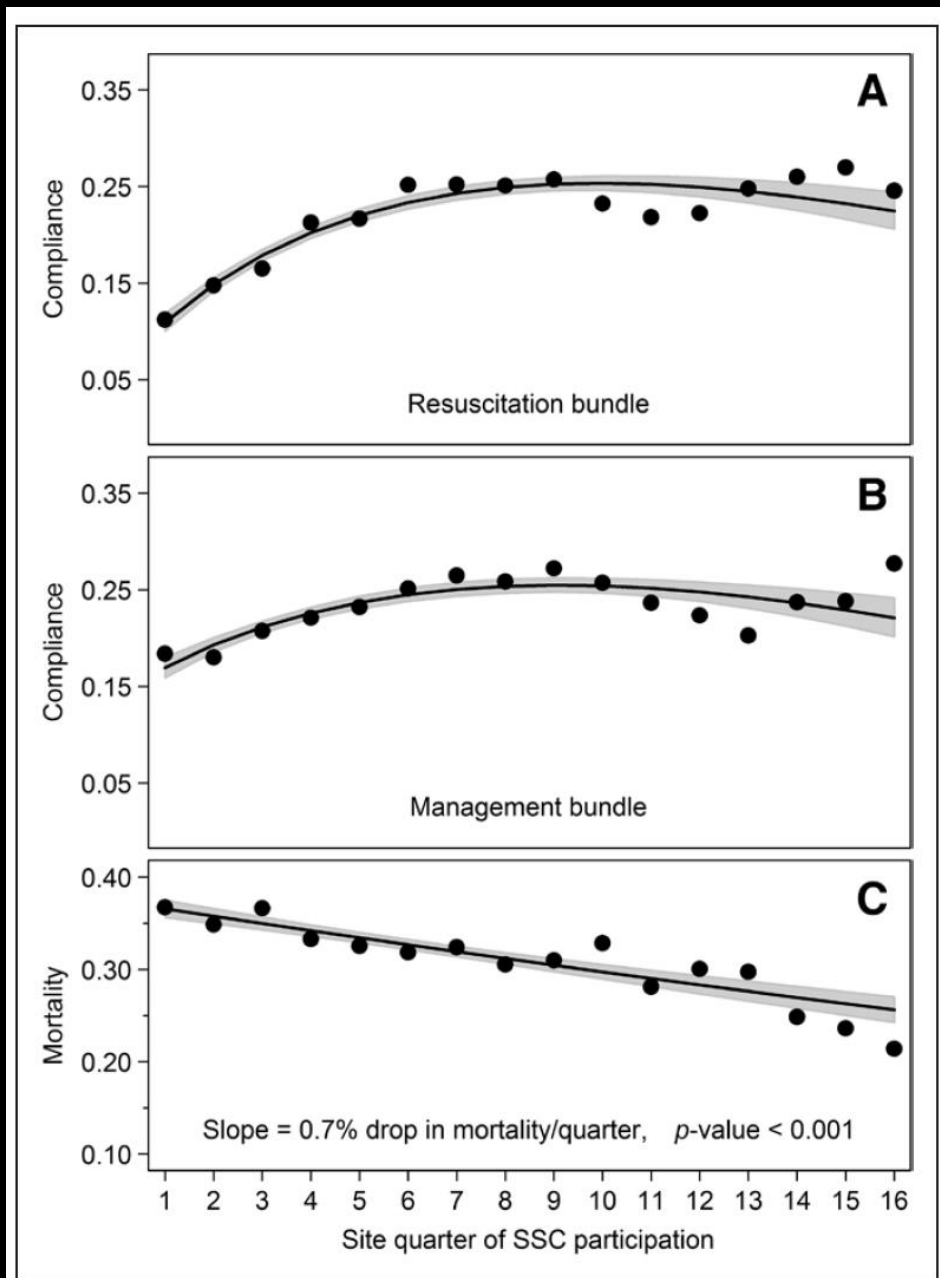 A
0.35
0.25
0.15
0.05
Compliance
Resuscitation bundle
B
0.35
0.25
0.15
0.05
Compliance
Management bundle
C
0.40
0.30
0.20
0.10
Mortality
Slope = 0.7% drop in mortality/quarter, p-value < 0.001
1 2 3 4 5 6 7 8 9 10 11 12 13 14 15 16
Site quarter of SSC participation